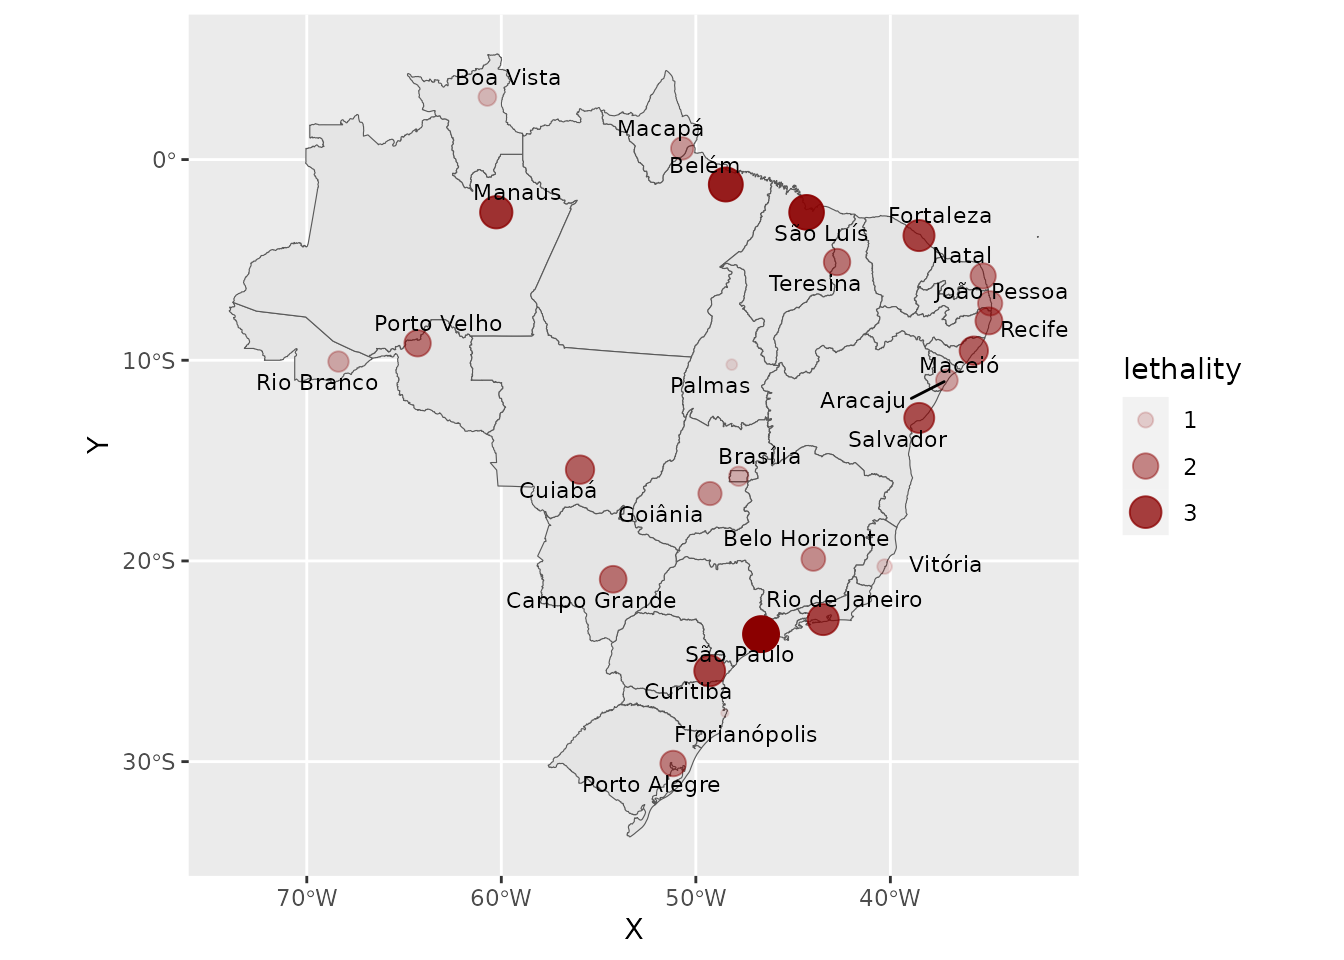 Boa Vista
Macapá
Belém
Manaus
Fortaleza
São Luís
Natal
Teresina
João Pessoa
Porto Velho
Recife
Maceió
Rio Branco
Palmas
Aracaju
Salvador
Brasília
Cuiabá
Goiânia
Belo Horizonte
Vitória
Campo Grande
Rio de Janeiro
São Paulo
Curitiba
Florianópolis
Porto Alegre
0°
10°S
20°S
30°S
Y
70°W
60°W
50°W
40°W
X
lethality
1
2
3